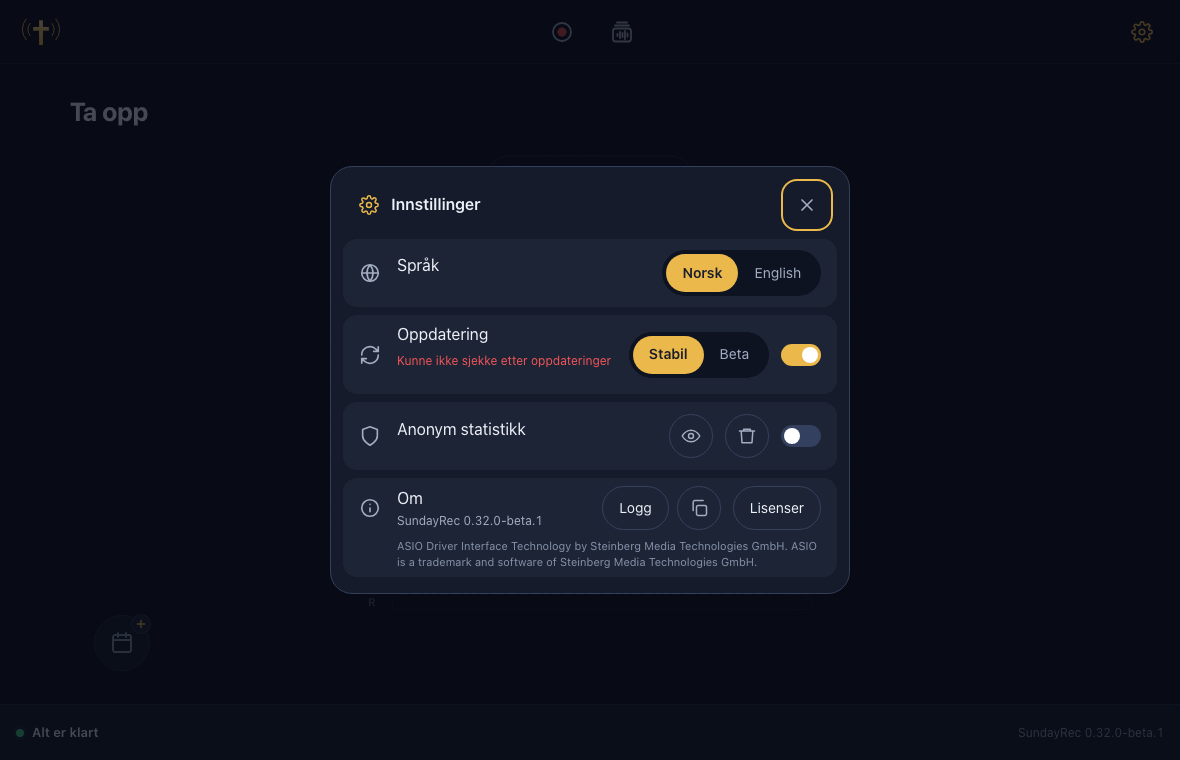 Ta opp
Innstillinger
Språk
Norsk
English
Oppdatering
Kunne ikke sjekke etter oppdateringer
Stabil
Beta
Anonym statistikk
Om
SundayRec 0.32.0-beta.1
Logg
Lisenser
ASIO Driver Interface Technology by Steinberg Media Technologies GmbH. ASIO
is a trademark and software of Steinberg Media Technologies GmbH.
R
Alt er klart
SundayRec 0.32.0-beta.1